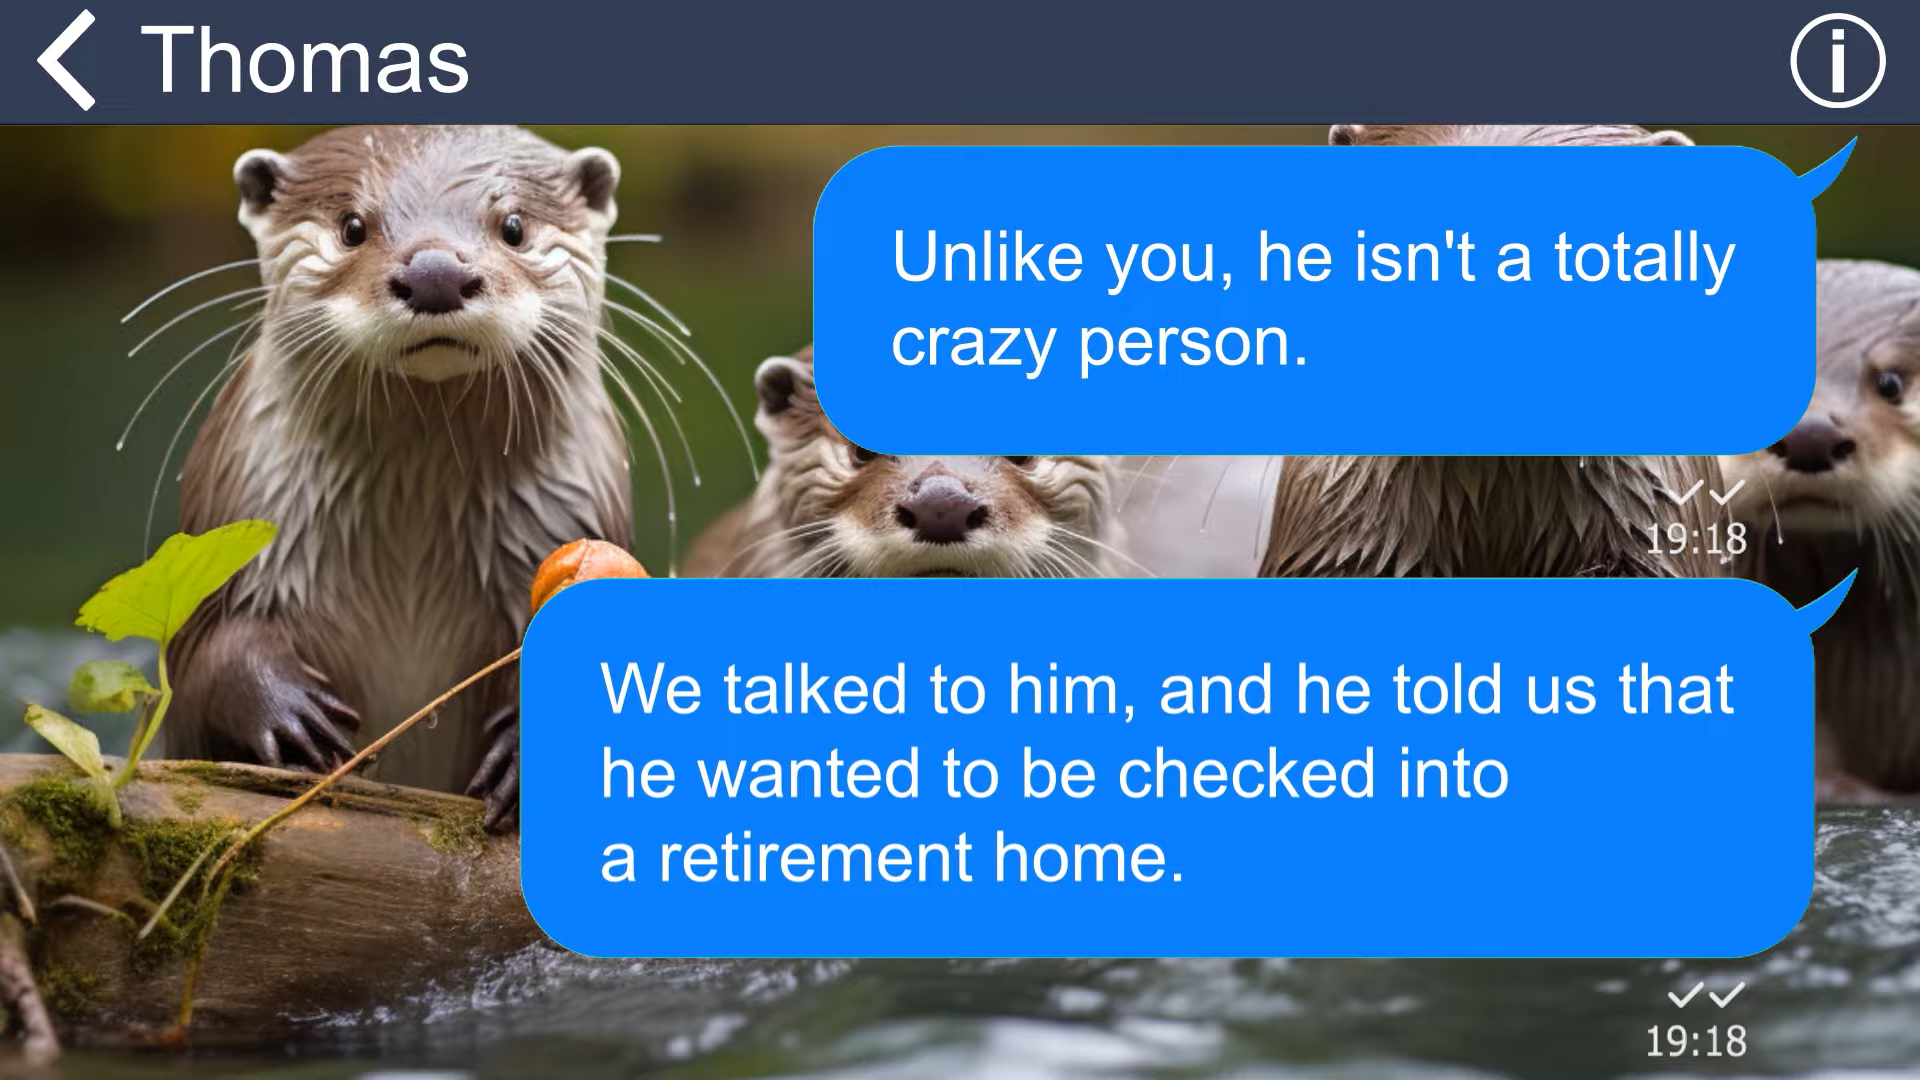 Thomas
Unlike you, he isn't a totally
crazy person.
19:18
We talked to him, and he told us that
he wanted to be checked into
a retirement home.
19:18